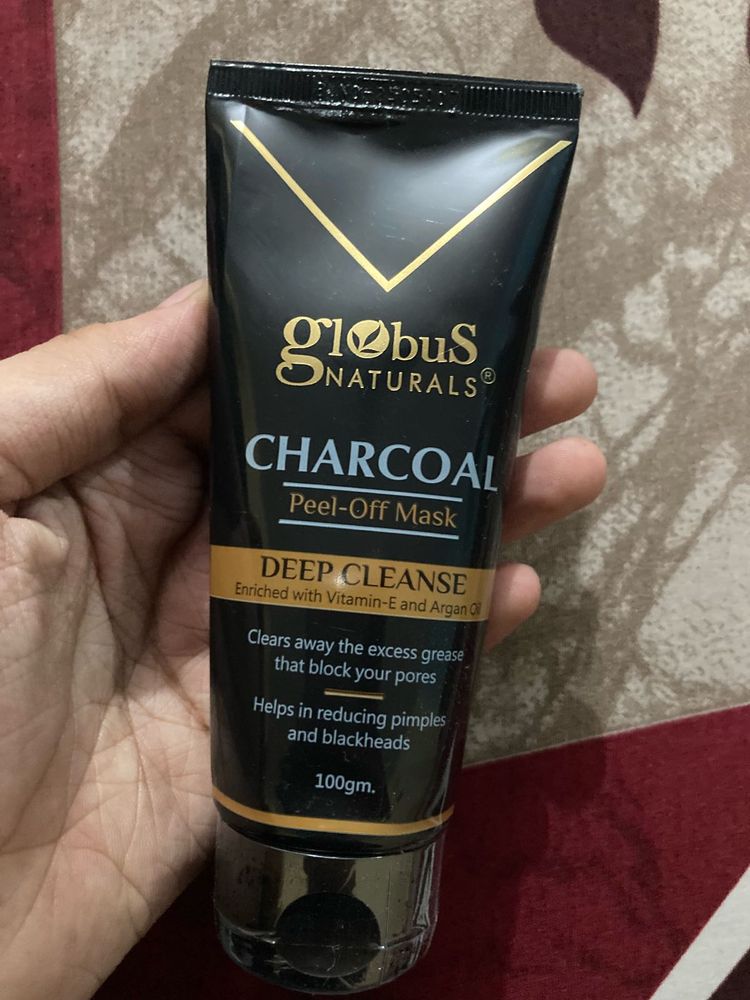 globus
NATURALS®
CHARCOAL
Peel-Off Mask
DEEP CLEANSE
Enriched with Vitamin-E and Argan Oil
Clears away the excess grease
that block your pores
Helps in reducing pimples
and blackheads
100gm.